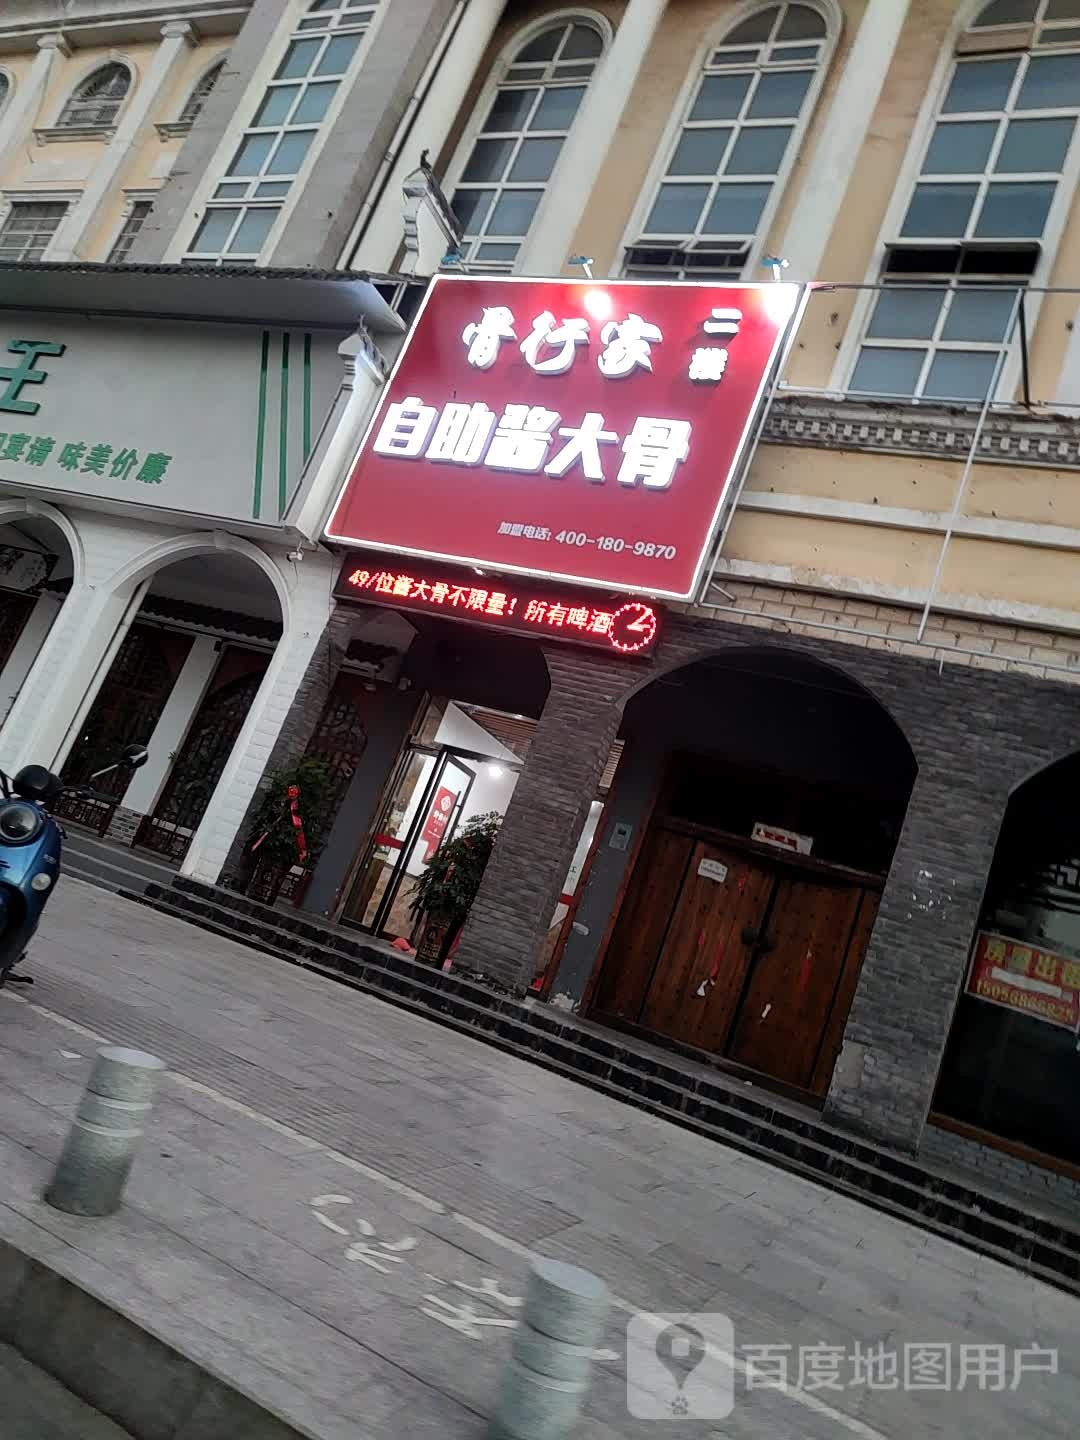 骨行家
二楼
自助酱大骨
加盟电话: 400-180-9870
49/位酱大骨不限量！所有啤酒
王
宴请 味美价廉
百度地图用户